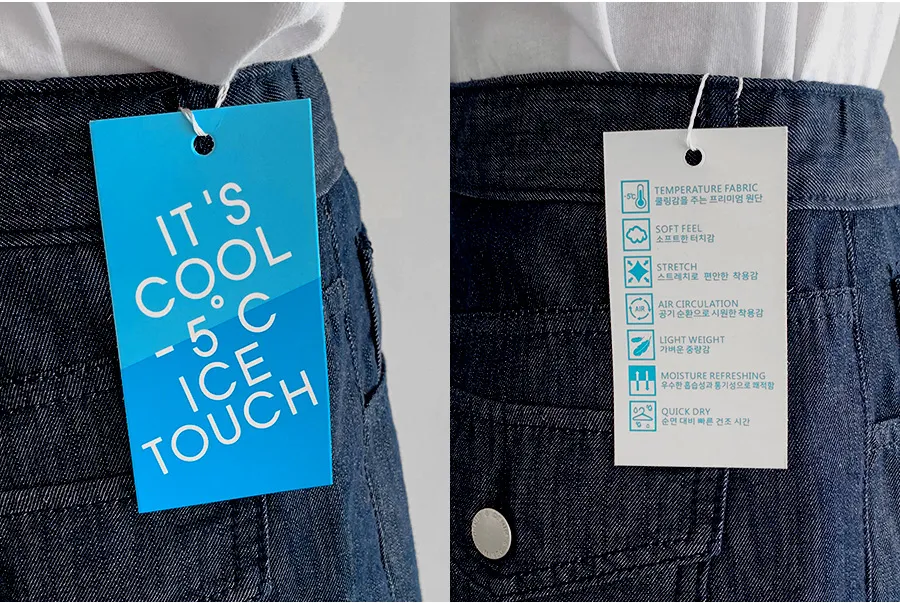 IT'S
COOL
-5°C
ICE
TOUCH
-5℃
TEMPERATURE FABRIC
쿨링감을 주는 프리미엄 원단
SOFT FEEL
소프트한 터치감
STRETCH
스트레치로 편안한 착용감
AIR
AIR CIRCULATION
공기 순환으로 시원한 착용감
LIGHT WEIGHT
가벼운 중량감
MOISTURE REFRESHING
우수한 흡습성과 통기성으로 쾌적함
QUICK DRY
순면 대비 빠른 건조 시간